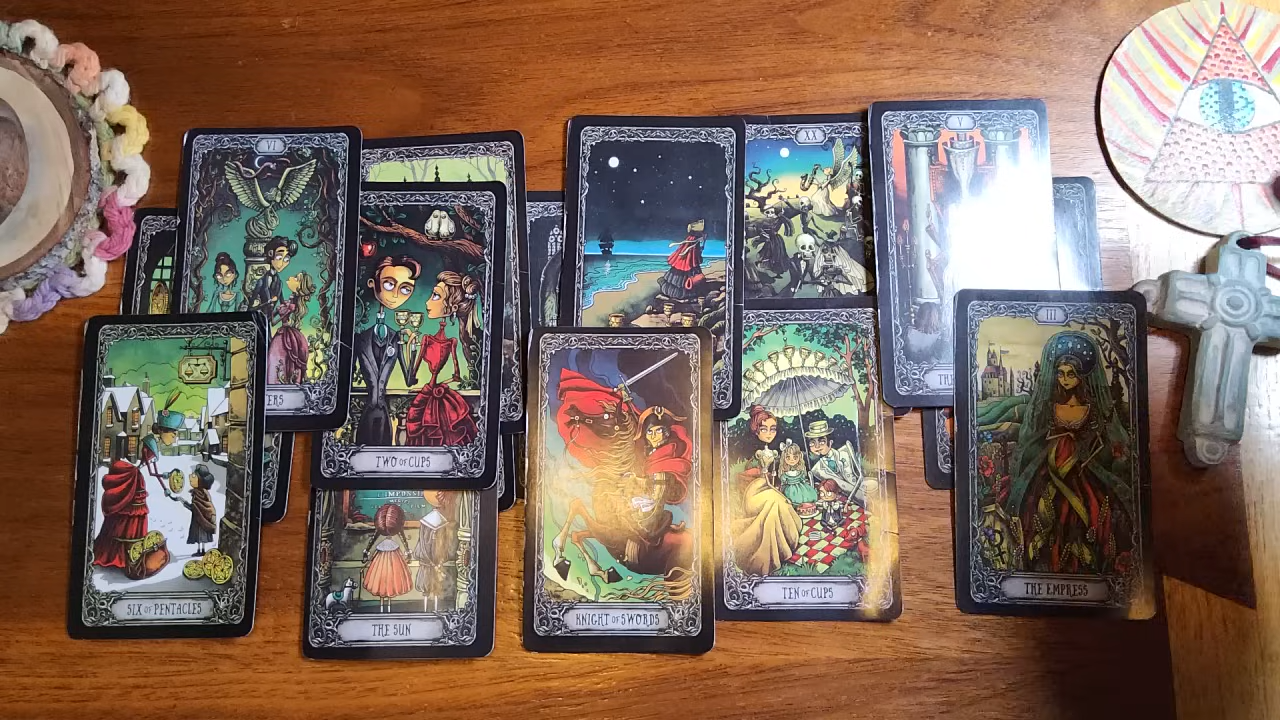 VI
ERS
TWO OF CUPS
XX
V
SIX OF PENTACLES
IMPOSSI
THE SUN
KNIGHT OF SWORDS
TEN OF CUPS
III
THE EMPRESS